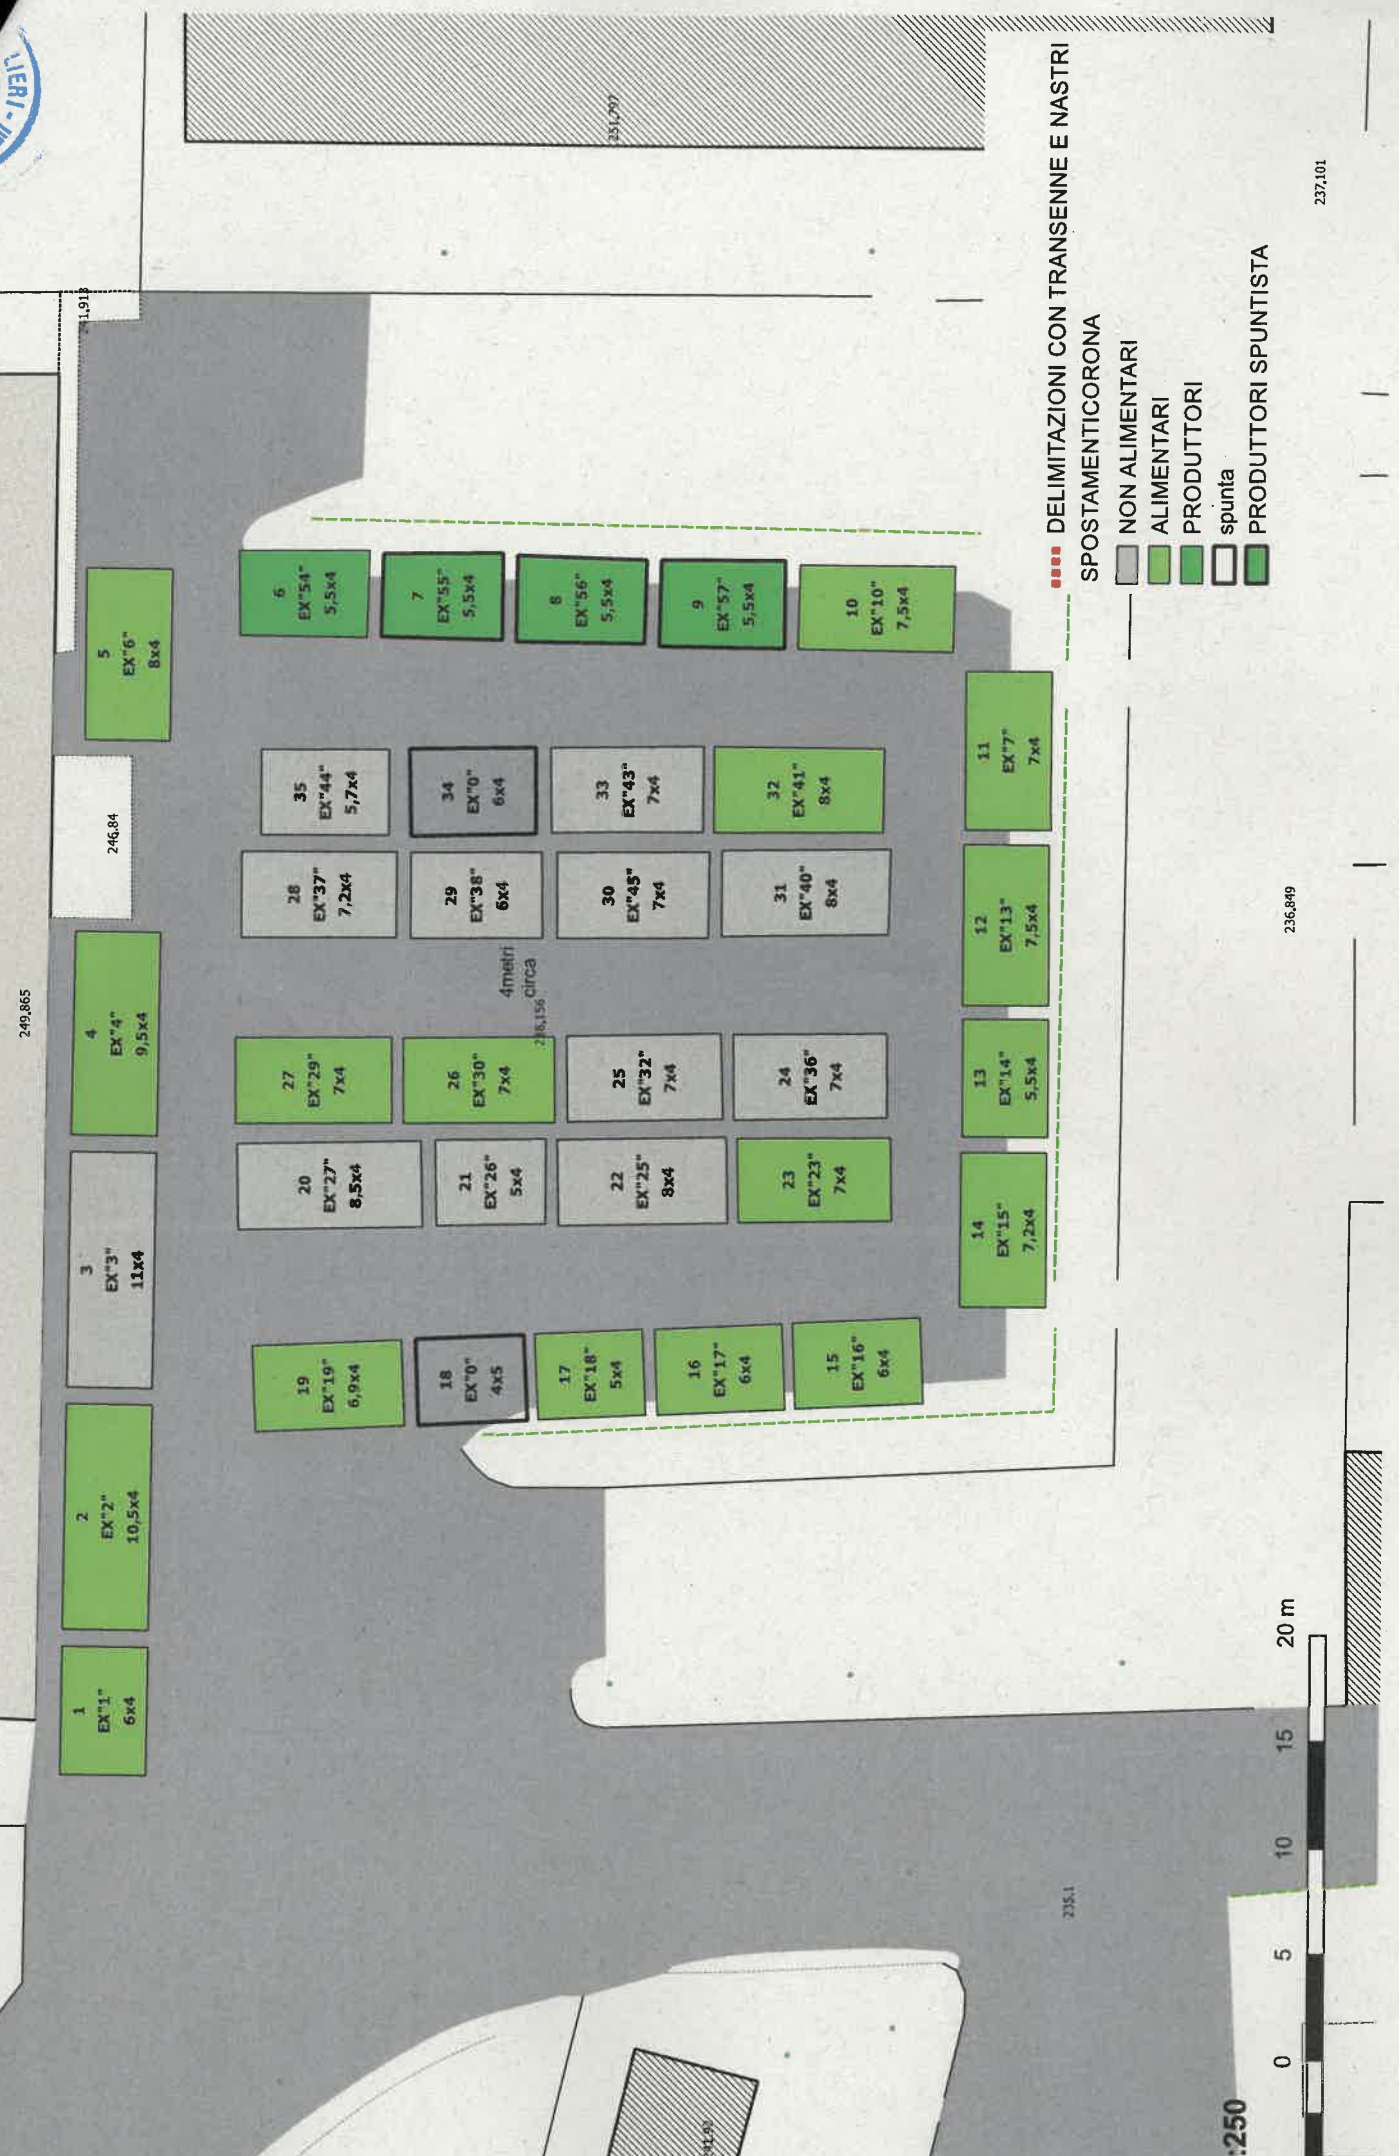 1
EX"1"
6x4
2
EX"2"
10,5x4
3
EX"3"
11x4
4
EX"4"
9,5x4
5
EX"6"
8x4
6
EX"54"
5,5x4
7
EX"55"
5,5x4
8
EX"56"
5,5x4
9
EX"57"
5,5x4
10
EX"10"
7,5x4
11
EX"7"
7x4
12
EX"13"
7,5x4
13
EX"14"
5,5x4
14
EX"15"
7,2x4
15
EX"16"
6x4
16
EX"17"
6x4
17
EX"18"
5x4
18
EX"0"
4x5
19
EX"19"
6,9x4
20
EX"27"
8,5x4
21
EX"26"
5x4
22
EX"25"
8x4
23
EX"23"
7x4
24
EX"36"
7x4
25
EX"32"
7x4
26
EX"30"
7x4
27
EX"29"
7x4
28
EX"37"
7,2x4
29
EX"38"
6x4
30
EX"45"
7x4
31
EX"40"
8x4
32
EX"41"
8x4
33
EX"43"
7x4
34
EX"0"
6x4
35
EX"44"
5,7x4
4metri
circa
249,865
246,84
251,797
237,101
236,849
235,1
DELIMITAZIONI CON TRANSENNE E NASTRI
SPOSTAMENTICORONA
NON ALIMENTARI
ALIMENTARI
PRODUTTORI
spunta
PRODUTTORI SPUNTISTA
0 5 10 15 20 m
:250